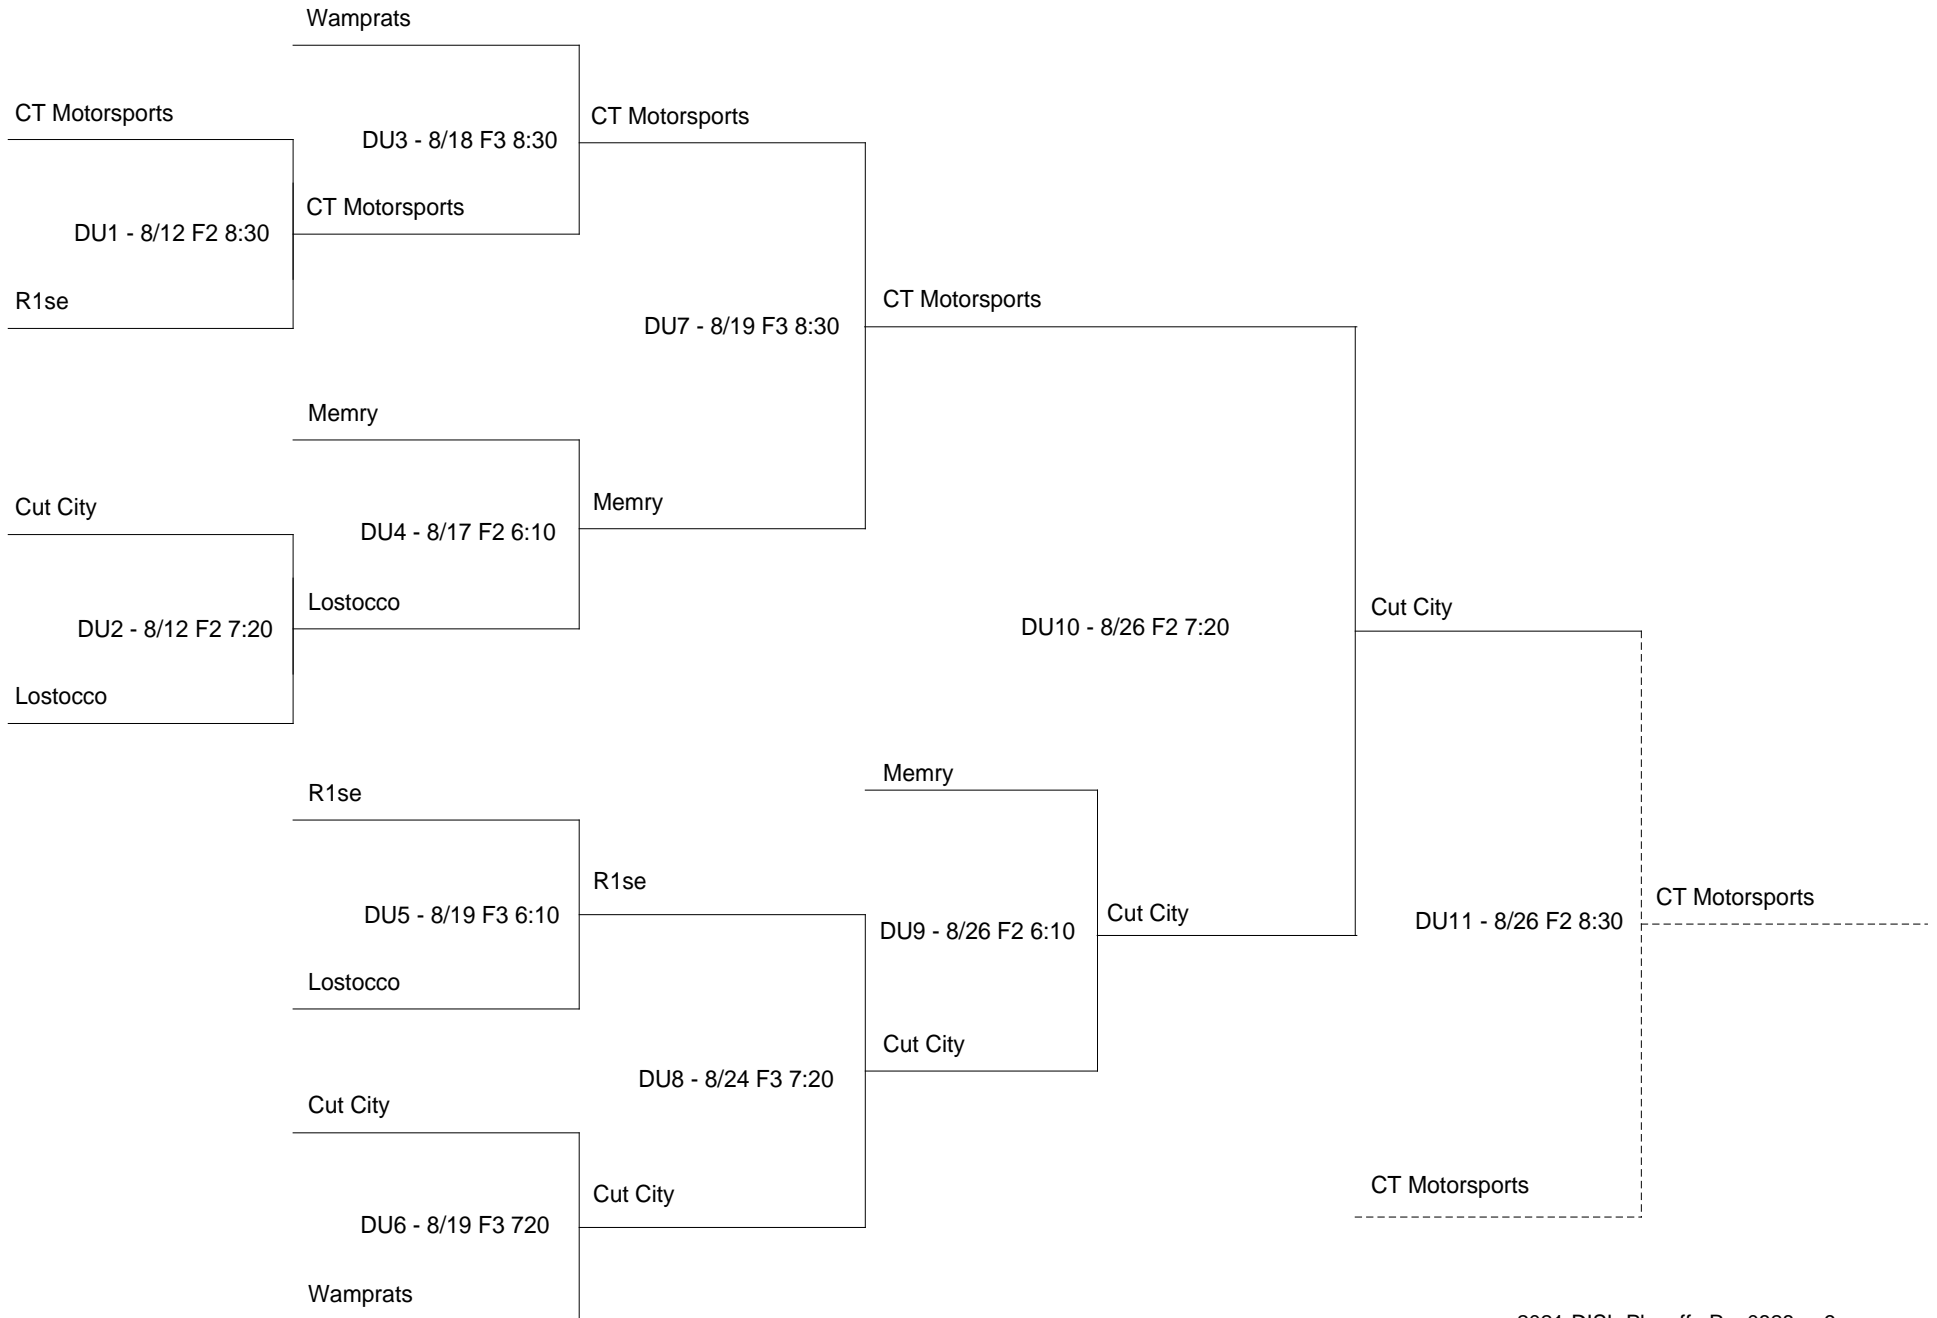 Wamprats
CT Motorsports
CT Motorsports
DU3 - 8/18 F3 8:30
CT Motorsports
DU1 - 8/12 F2 8:30
R1se
CT Motorsports
DU7 - 8/19 F3 8:30
Memry
Cut City
Memry
DU4 - 8/17 F2 6:10
Lostocco
DU2 - 8/12 F2 7:20
Lostocco
Cut City
DU10 - 8/26 F2 7:20
Memry
R1se
R1se
DU5 - 8/19 F3 6:10
Lostocco
DU9 - 8/26 F2 6:10
Cut City
CT Motorsports
DU11 - 8/26 F2 8:30
Cut City
DU8 - 8/24 F3 7:20
Cut City
Cut City
DU6 - 8/19 F3 720
Wamprats
CT Motorsports